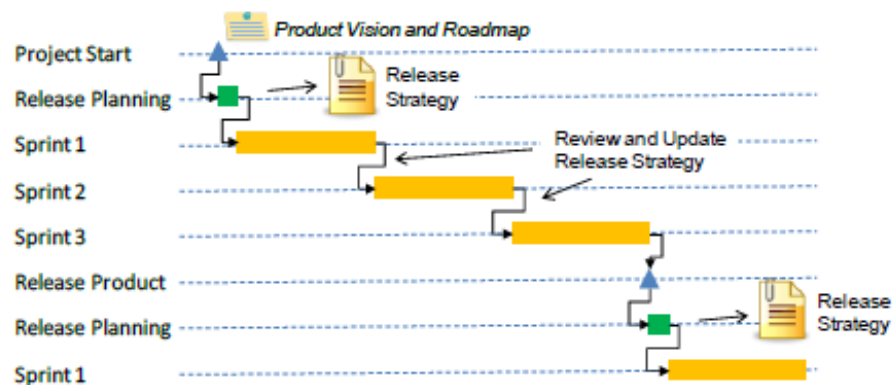 Product Vision and Roadmap
Project Start
Release Planning
Release
Strategy
Sprint 1
Review and Update
Release Strategy
Sprint 2
Sprint 3
Release Product
Release Planning
Release
Strategy
Sprint 1